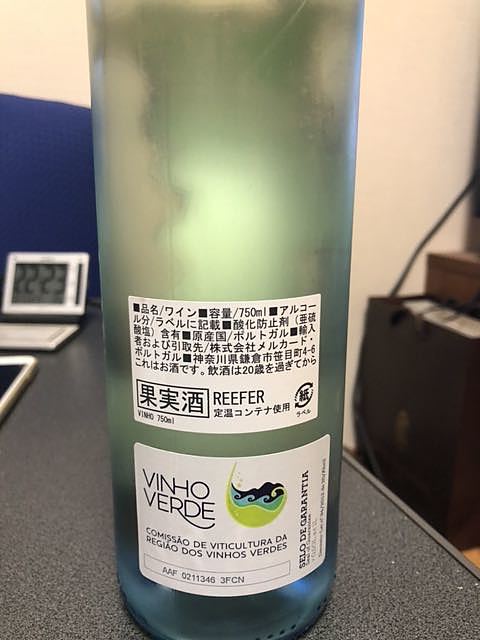 22:23
■品名/ワイン■容量/750ml■アルコー
ル分/ラベルに記載■酸化防止剤（亜硫
酸塩）含有■原産国/ポルトガル■輸入
者および引取先/株式会社メルカード・
ポルトガル■神奈川県鎌倉市笹目町4-6
これはお酒です。飲酒は20歳を過ぎてから
果実酒
REEFER
定温コンテナ使用
紙
ラベル
VINHO 750ml
VINHO
VERDE
COMISSÃO DE VITICULTURA DA
REGIÃO DOS VINHOS VERDES
AAF 0211346 3FCN
SELO DE GARANTIA